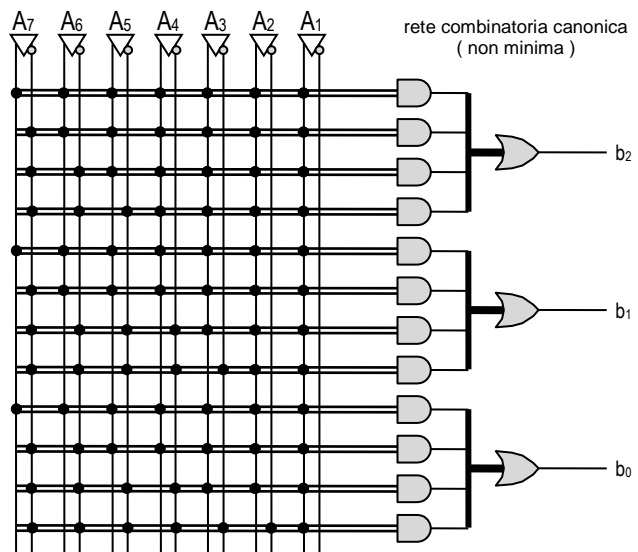 A7 A6 A5 A4 A3 A2 A1
rete combinatoria canonica
( non minima )
b2
b1
b0